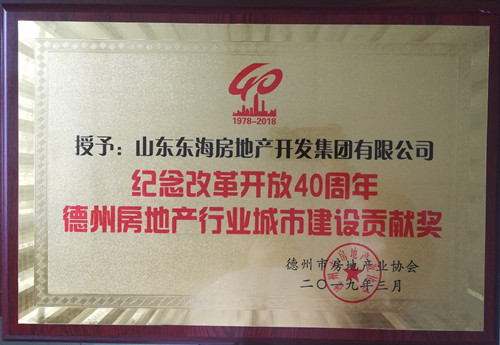 40
1978-2018
授予：山东东海房地产开发集团有限公司
纪念改革开放40周年
德州房地产行业城市建设贡献奖
德州市房地产业协会
二〇一九年三月